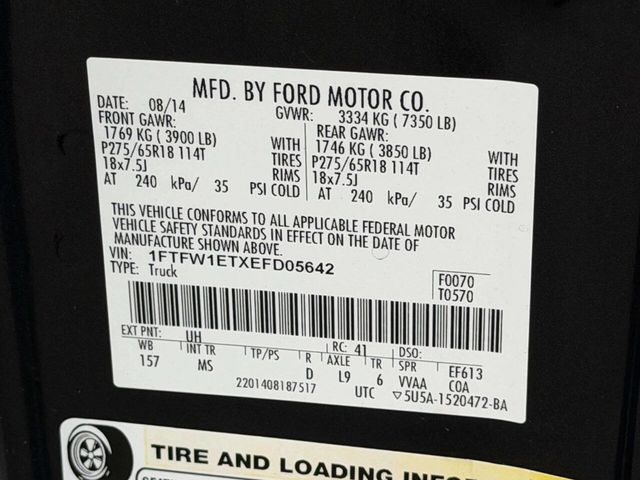 MFD. BY FORD MOTOR CO.
DATE: 08/14 GVWR: 3334 KG ( 7350 LB)
FRONT GAWR: REAR GAWR:
1769 KG ( 3900 LB) WITH 1746 KG ( 3850 LB) WITH
P275/65R18 114T TIRES P275/65R18 114T TIRES
18x7.5J RIMS 18x7.5J RIMS
AT 240 kPa/ 35 PSI COLD AT 240 kPa/ 35 PSI COLD
THIS VEHICLE CONFORMS TO ALL APPLICABLE FEDERAL MOTOR
VEHICLE SAFETY STANDARDS IN EFFECT ON THE DATE OF
MANUFACTURE SHOWN ABOVE.
VIN: 1FTFW1ETXEFD05642
TYPE: Truck
F0070
T0570
EXT PNT: UH RC: 41 DSO:
WB INT TR TP/PS R AXLE TR SPR EF613
157 MS D L9 6 VVAA COA
2201408187517 UTC ▽5U5A-1520472-BA
TIRE AND LOADING